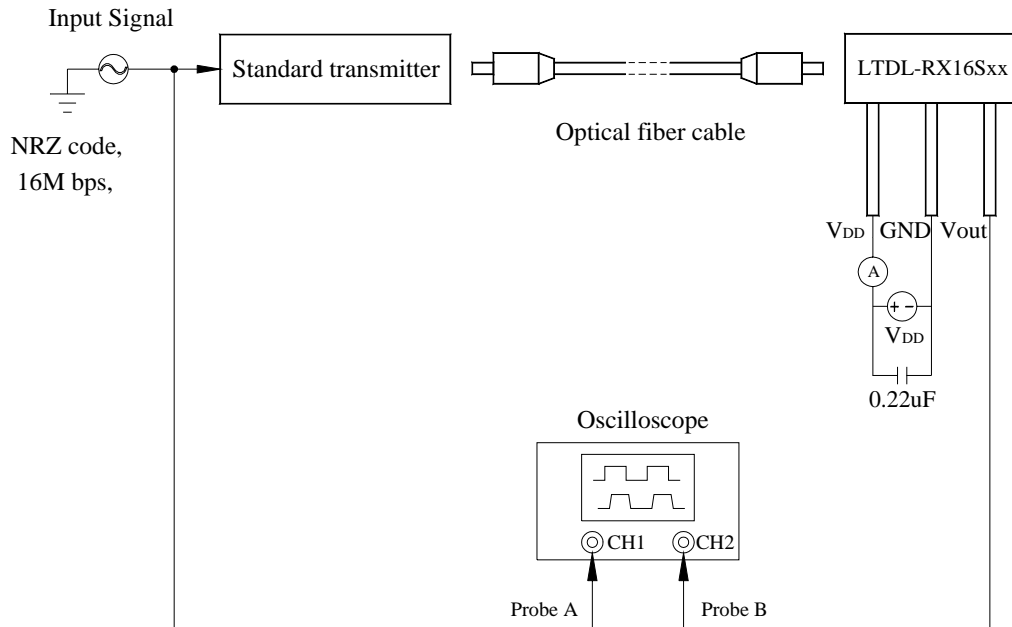 Input Signal
Standard transmitter
LTDL-RX16Sxx
NRZ code,
16M bps,
Optical fiber cable
VDD GND Vout
A
+ -
VDD
0.22uF
Oscilloscope
CH1 CH2
Probe A Probe B